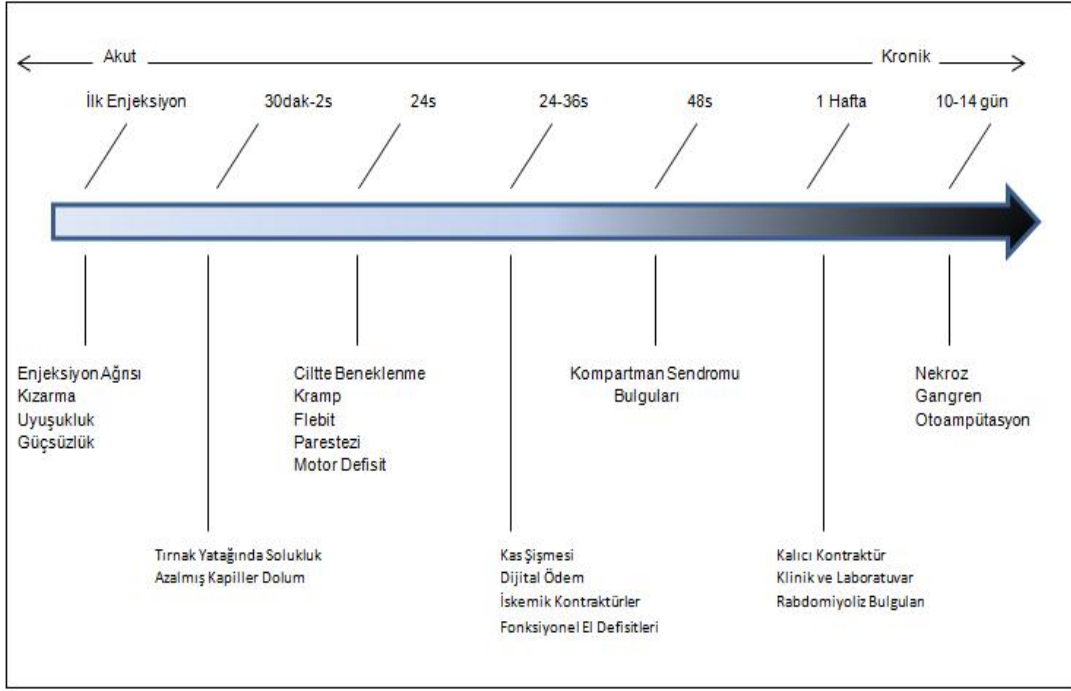 Akut
Kronik
İlk Enjeksiyon
30dak-2s
24s
24-36s
48s
1 Hafta
10-14 gün
Enjeksiyon Ağrısı
Kızarma
Uyuşukluk
Güçsüzlük
Ciltte Beneklenme
Kramp
Flebit
Parestezi
Motor Defisit
Kompartman Sendromu
Bulguları
Nekroz
Gangren
Otoampütasyon
Tırnak Yatağında Solukluk
Azalmış Kapiller Dolum
Kas Şişmesi
Dijital Ödem
İskemik Kontraktürler
Fonksiyonel El Defisitleri
Kalıcı Kontraktür
Klinik ve Laboratuvar
Rabdomiyoliz Bulguları